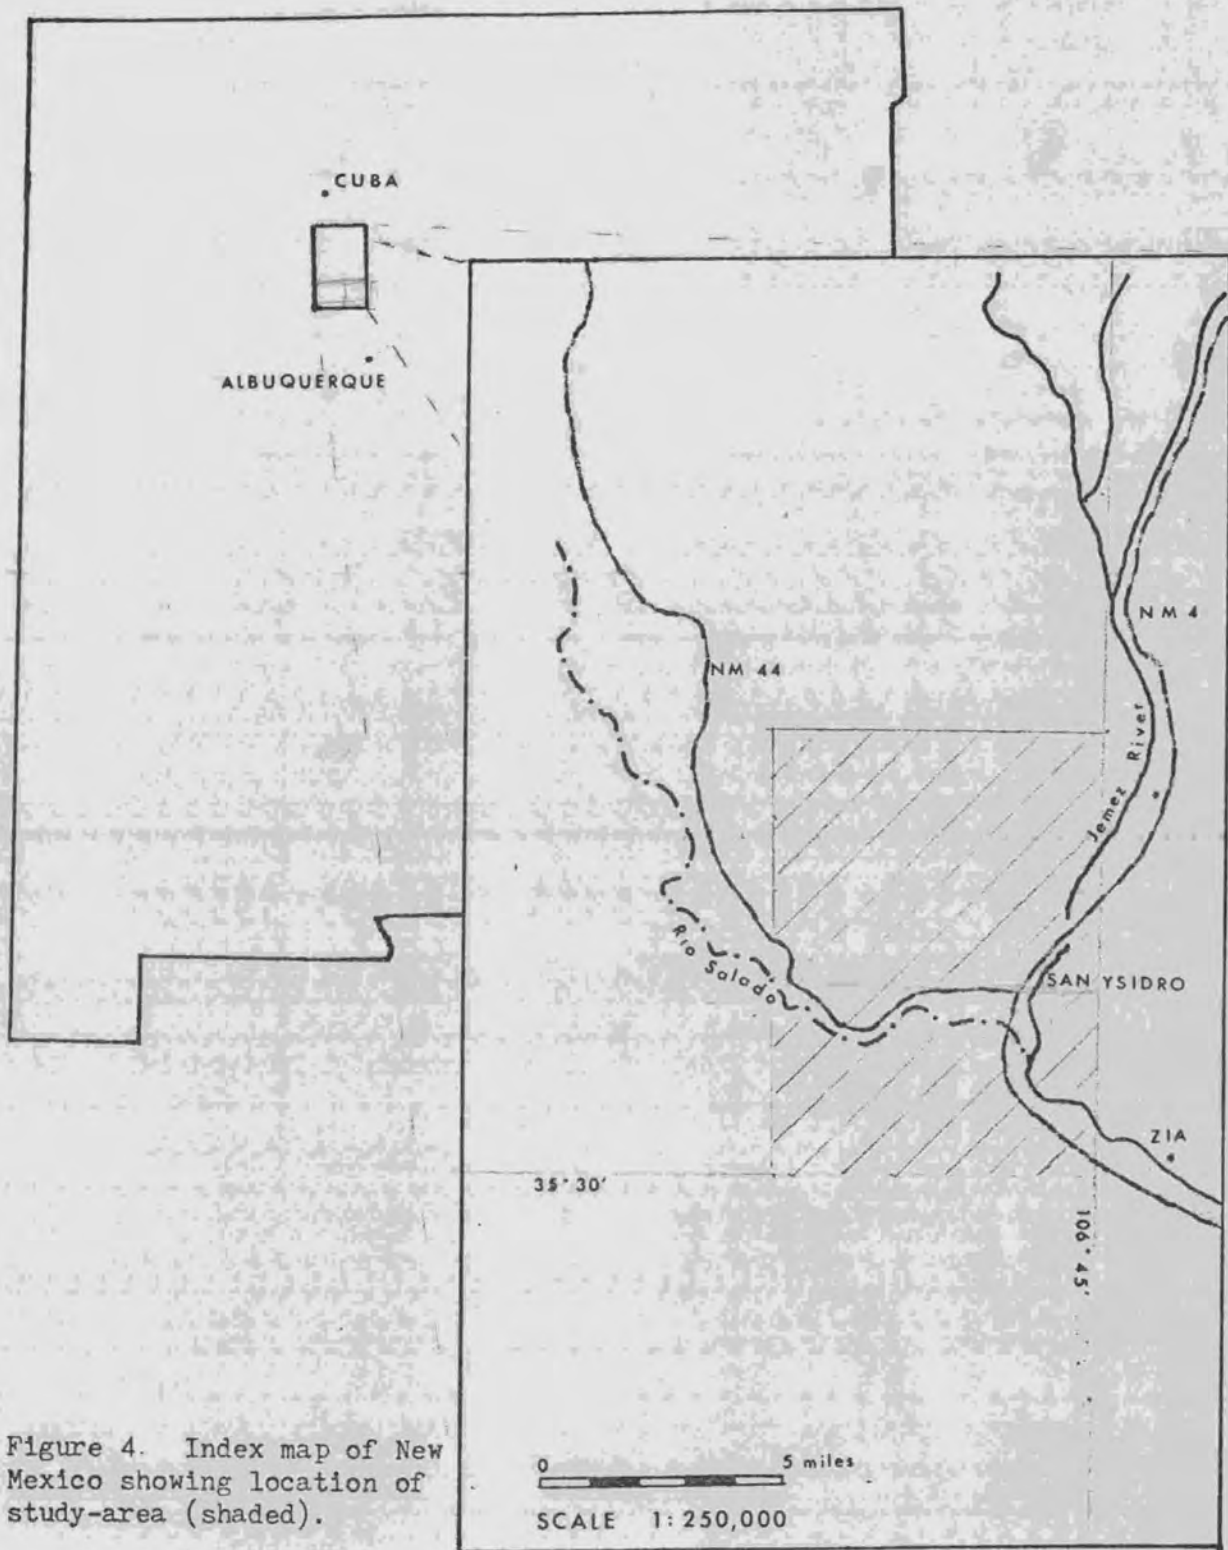 CUBA
ALBUQUERQUE
NM 4
NM 44
Jemez River
Rio Salado
SAN YSIDRO
ZIA
35°30'
106°45'
0 5 miles
SCALE 1:250,000
Figure 4. Index map of New
Mexico showing location of
study-area (shaded).